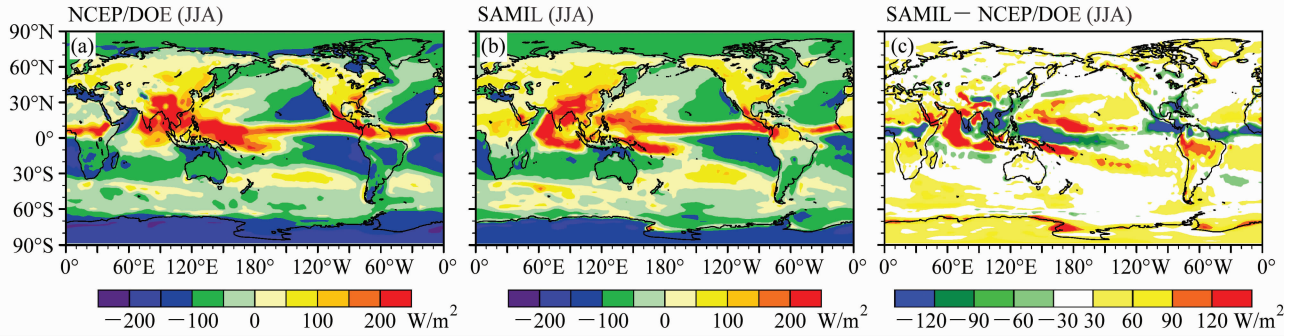 NCEP/DOE (JJA)
SAMIL (JJA)
SAMIL－ NCEP/DOE (JJA)
90°N
60°N
30°N
0°
30°S
60°S
90°S
(a)
(b)
(c)
0° 60°E 120°E 180° 120°W 60°W 0°
0° 60°E 120°E 180° 120°W 60°W 0°
0° 60°E 120°E 180° 120°W 60°W 0°
－200 －100 0 100 200 W/m²
－200 －100 0 100 200 W/m²
－120 －90 －60 －30 30 60 90 120 W/m²